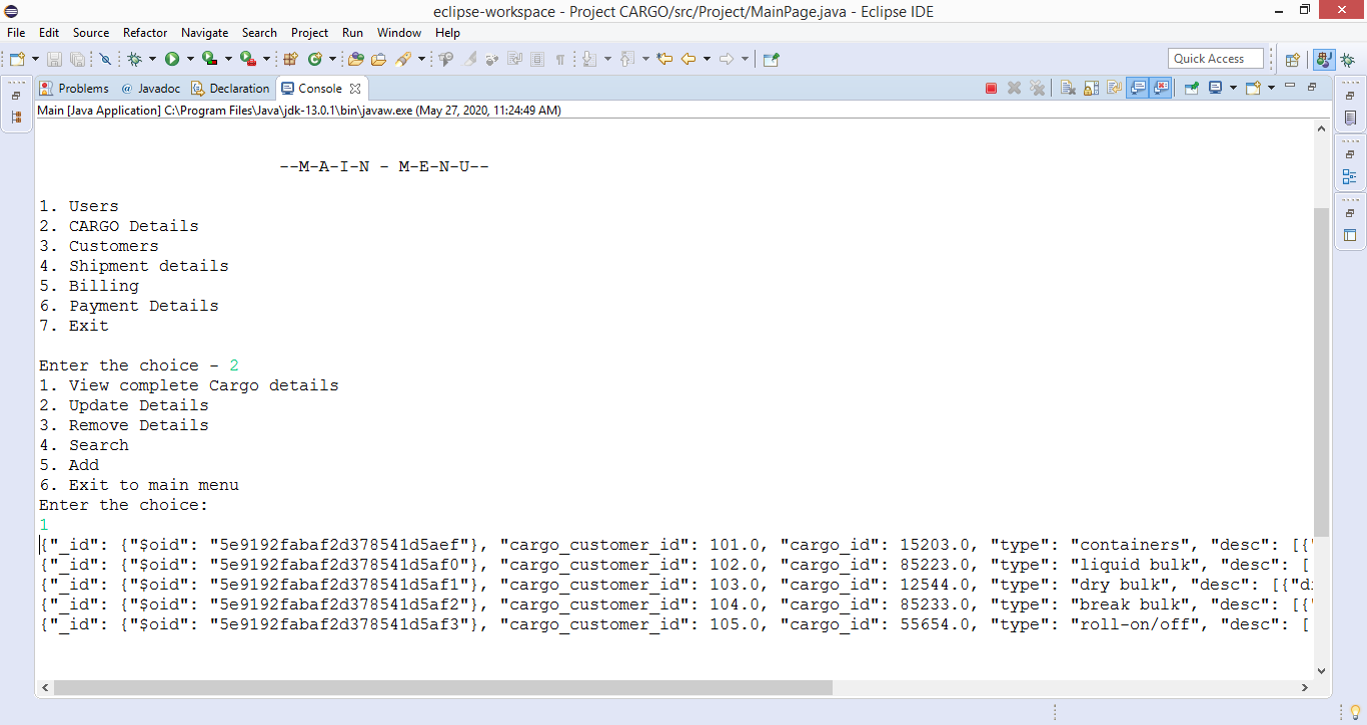 eclipse-workspace - Project CARGO/src/Project/MainPage.java - Eclipse IDE
File Edit Source Refactor Navigate Search Project Run Window Help
Quick Access
Problems @ Javadoc Declaration Console
Main [Java Application] C:\Program Files\Java\jdk-13.0.1\bin\javaw.exe (May 27, 2020, 11:24:49 AM)
--M-A-I-N - M-E-N-U--
1. Users
2. CARGO Details
3. Customers
4. Shipment details
5. Billing
6. Payment Details
7. Exit
Enter the choice - 2
1. View complete Cargo details
2. Update Details
3. Remove Details
4. Search
5. Add
6. Exit to main menu
Enter the choice:
1
{"_id": {"$oid": "5e9192fabaf2d378541d5aef"}, "cargo_customer_id": 101.0, "cargo_id": 15203.0, "type": "containers", "desc": [{"
{"_id": {"$oid": "5e9192fabaf2d378541d5af0"}, "cargo_customer_id": 102.0, "cargo_id": 85223.0, "type": "liquid bulk", "desc": [
{"_id": {"$oid": "5e9192fabaf2d378541d5af1"}, "cargo_customer_id": 103.0, "cargo_id": 12544.0, "type": "dry bulk", "desc": [{"di
{"_id": {"$oid": "5e9192fabaf2d378541d5af2"}, "cargo_customer_id": 104.0, "cargo_id": 85233.0, "type": "break bulk", "desc": [{"
{"_id": {"$oid": "5e9192fabaf2d378541d5af3"}, "cargo_customer_id": 105.0, "cargo_id": 55654.0, "type": "roll-on/off", "desc": [